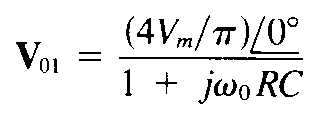 V₀₁ = (4Vₘ/π)∠0° / (1 + jω₀RC)